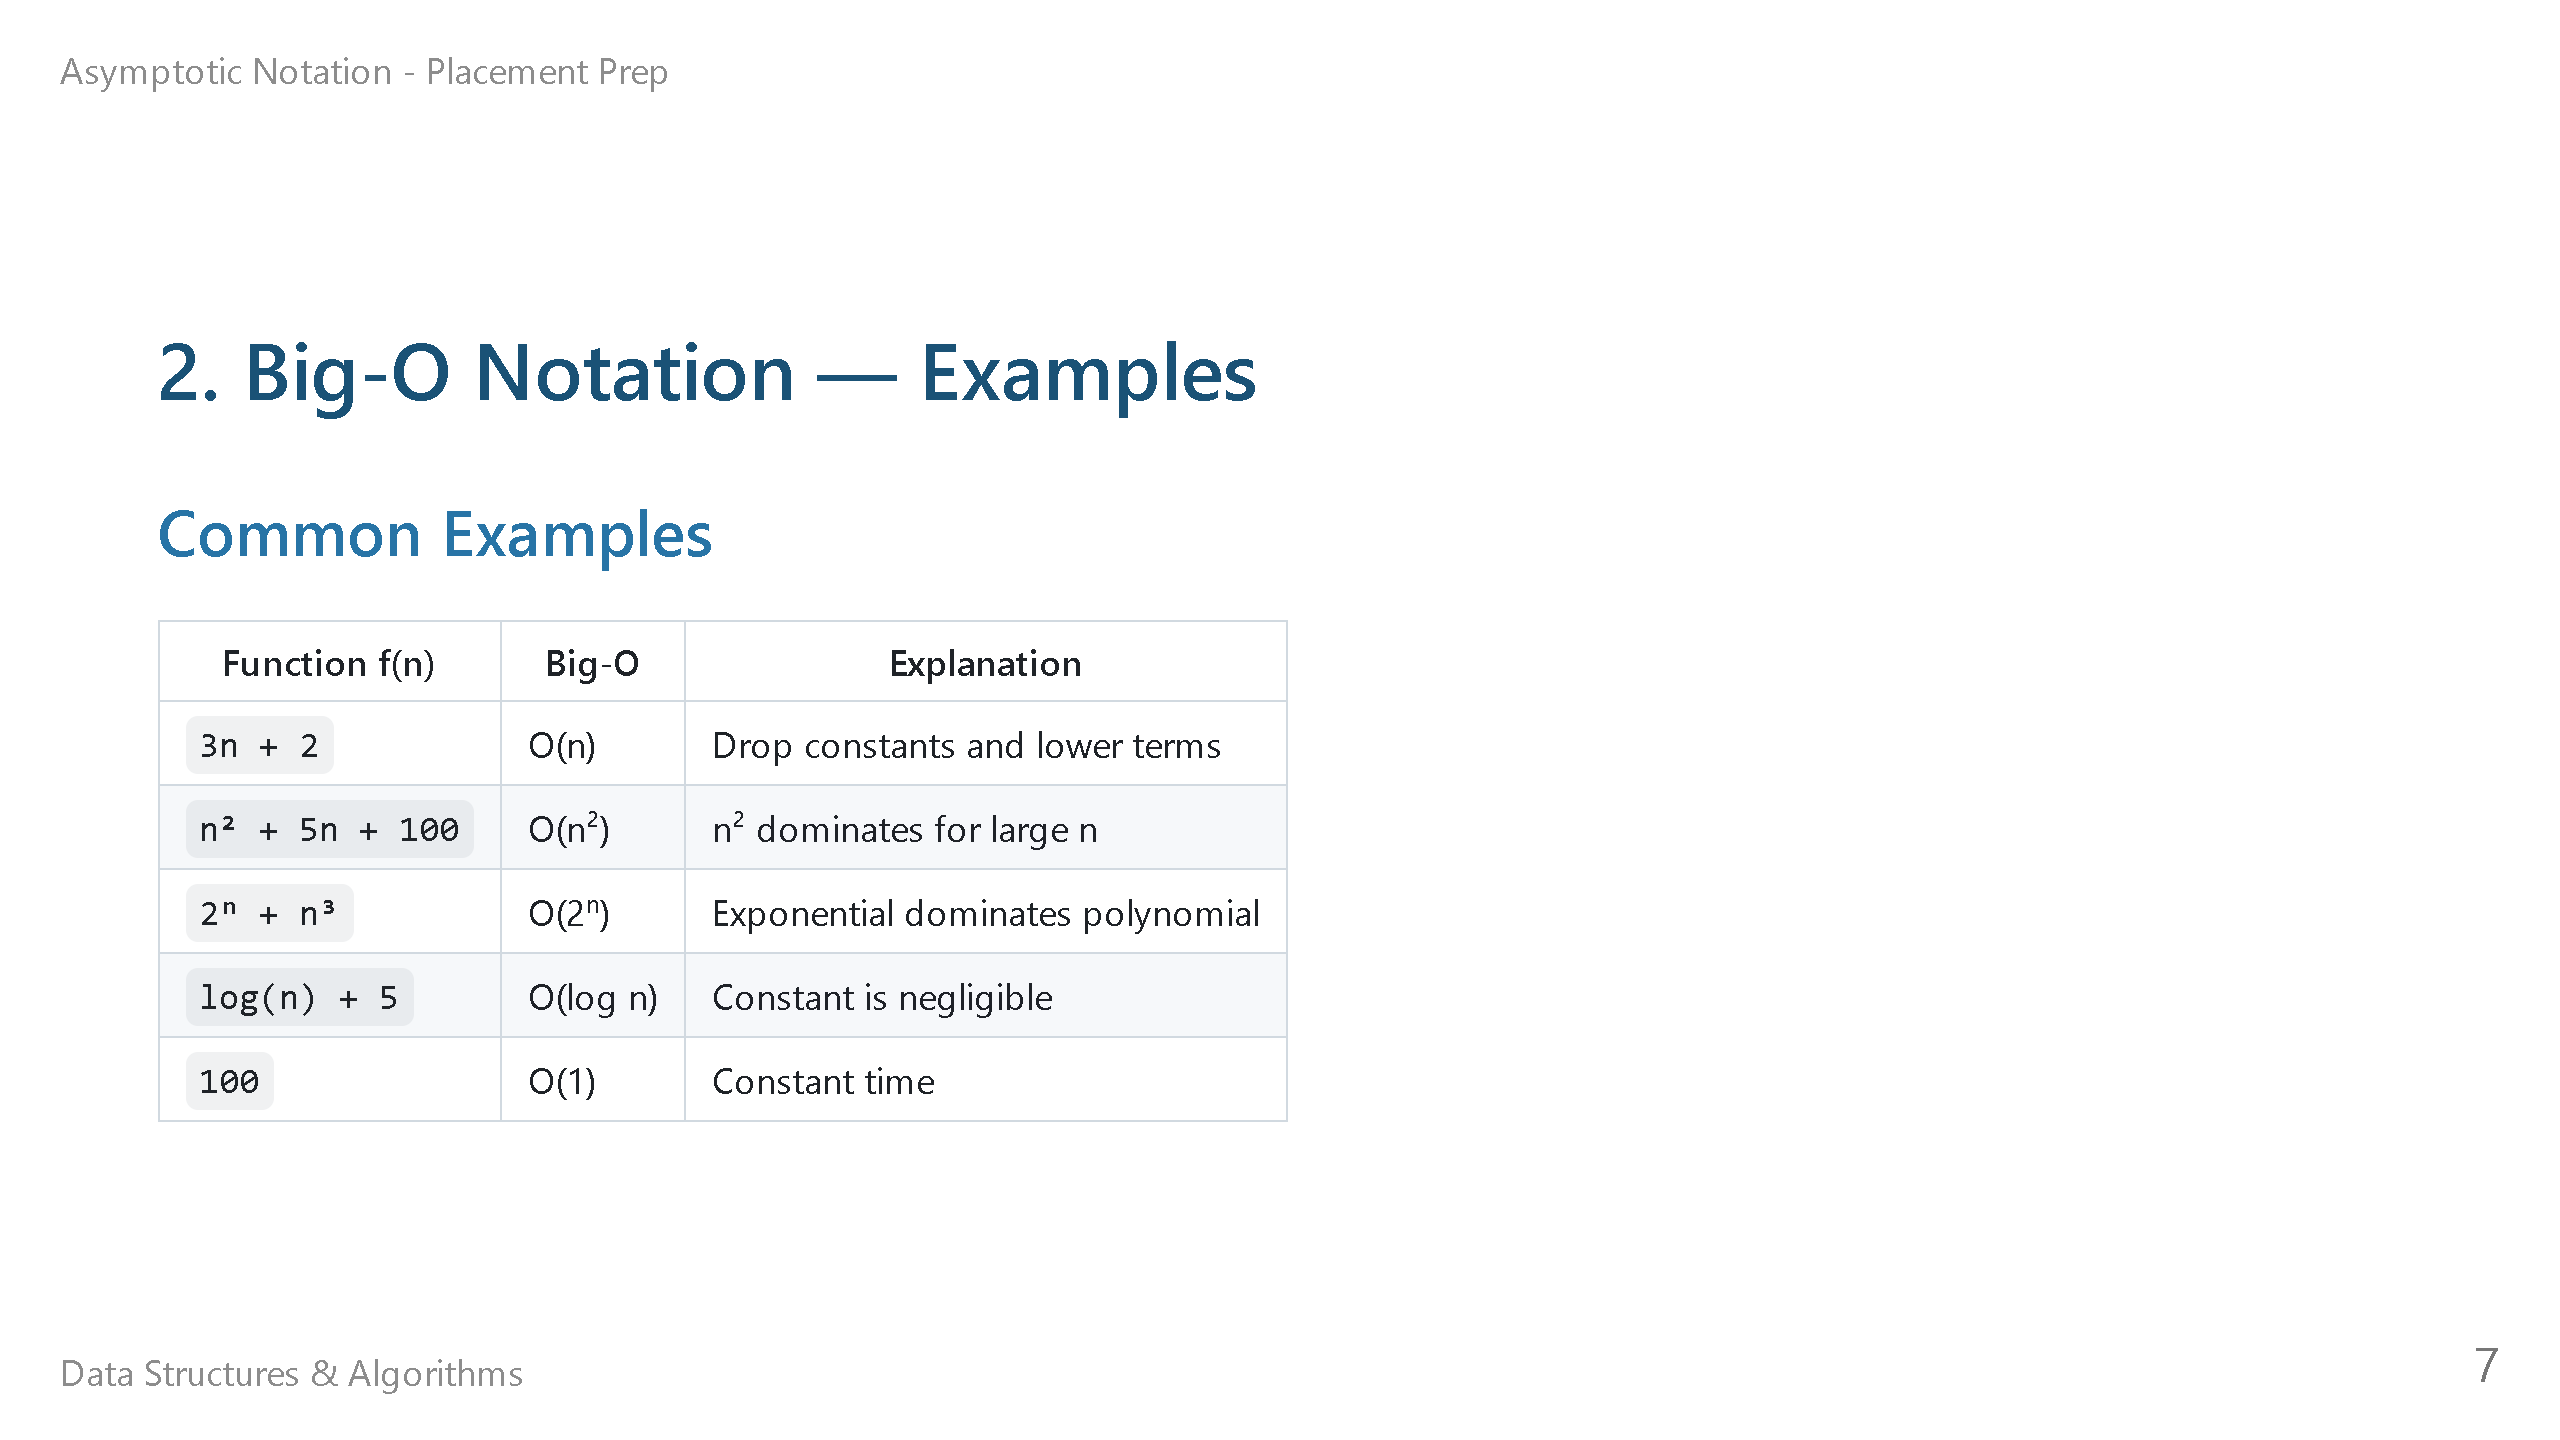 Asymptotic Notation - Placement Prep
2. Big-O Notation — Examples
Common Examples
Function f(n) Big-O Explanation
3n + 2 O(n) Drop constants and lower terms
n² + 5n + 100 O(n²) n² dominates for large n
2ⁿ + n³ O(2ⁿ) Exponential dominates polynomial
log(n) + 5 O(log n) Constant is negligible
100 O(1) Constant time
Data Structures & Algorithms
7